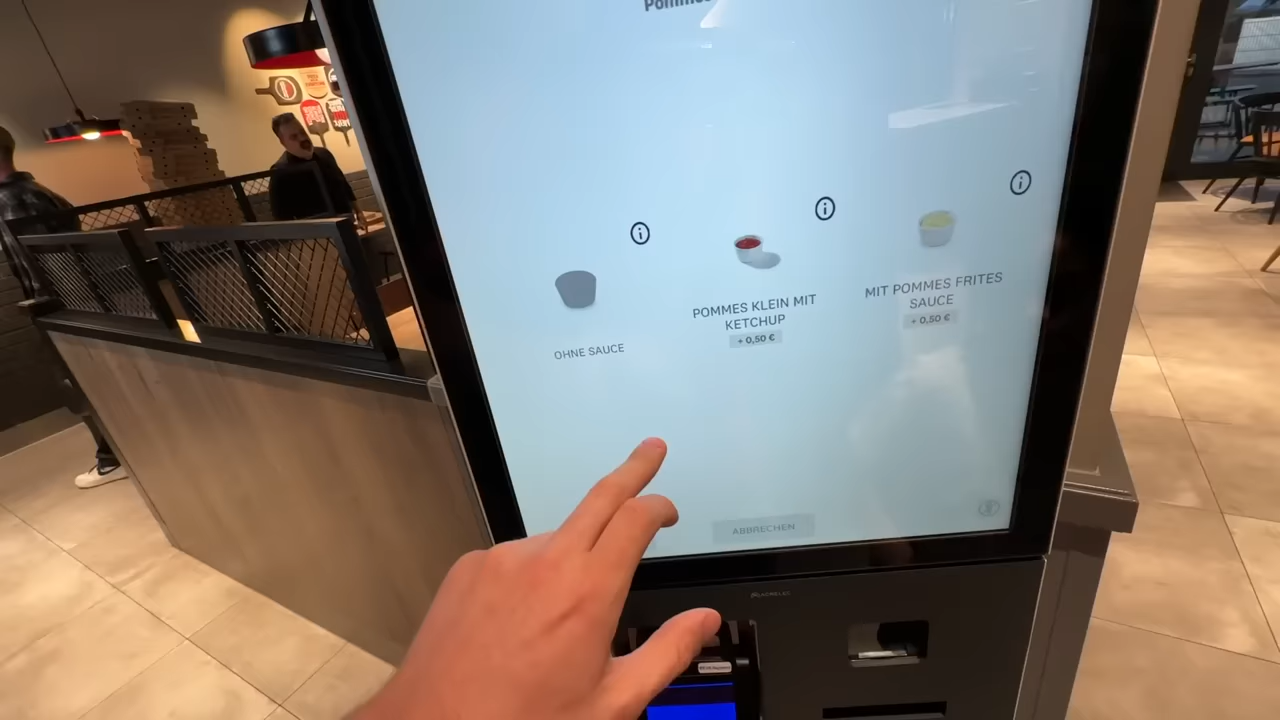 Pommes
OHNE SAUCE
POMMES KLEIN MIT
KETCHUP
+ 0,50 €
MIT POMMES FRITES
SAUCE
+ 0,50 €
ABBRECHEN